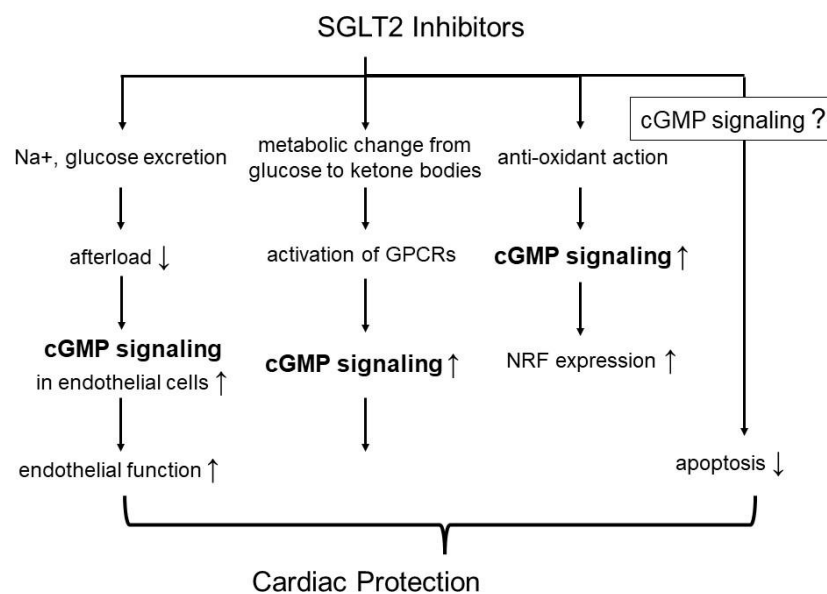 SGLT2 Inhibitors
cGMP signaling ?
Na+, glucose excretion
metabolic change from
glucose to ketone bodies
anti-oxidant action
afterload ↓
activation of GPCRs
cGMP signaling ↑
cGMP signaling
in endothelial cells ↑
cGMP signaling ↑
NRF expression ↑
endothelial function ↑
apoptosis ↓
Cardiac Protection